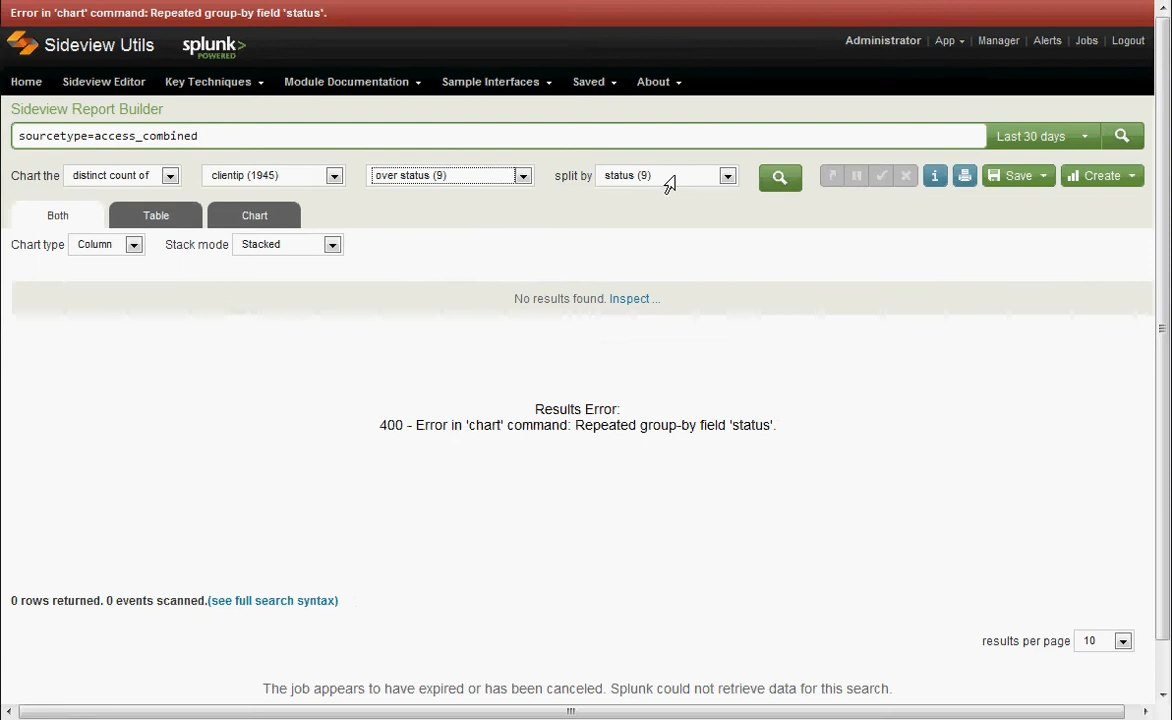 Error in 'chart' command: Repeated group-by field 'status'.
Sideview Utils splunk> POWERED Administrator | App | Manager | Alerts | Jobs | Logout
Home Sideview Editor Key Techniques Module Documentation Sample Interfaces Saved About
Sideview Report Builder
sourcetype=access_combined Last 30 days
Chart the distinct count of clientip (1945) over status (9) split by status (9) i Save Create
Both Table Chart
Chart type Column Stack mode Stacked
No results found. Inspect ...
Results Error:
400 - Error in 'chart' command: Repeated group-by field 'status'.
0 rows returned. 0 events scanned.(see full search syntax)
results per page 10
The job appears to have expired or has been canceled. Splunk could not retrieve data for this search.